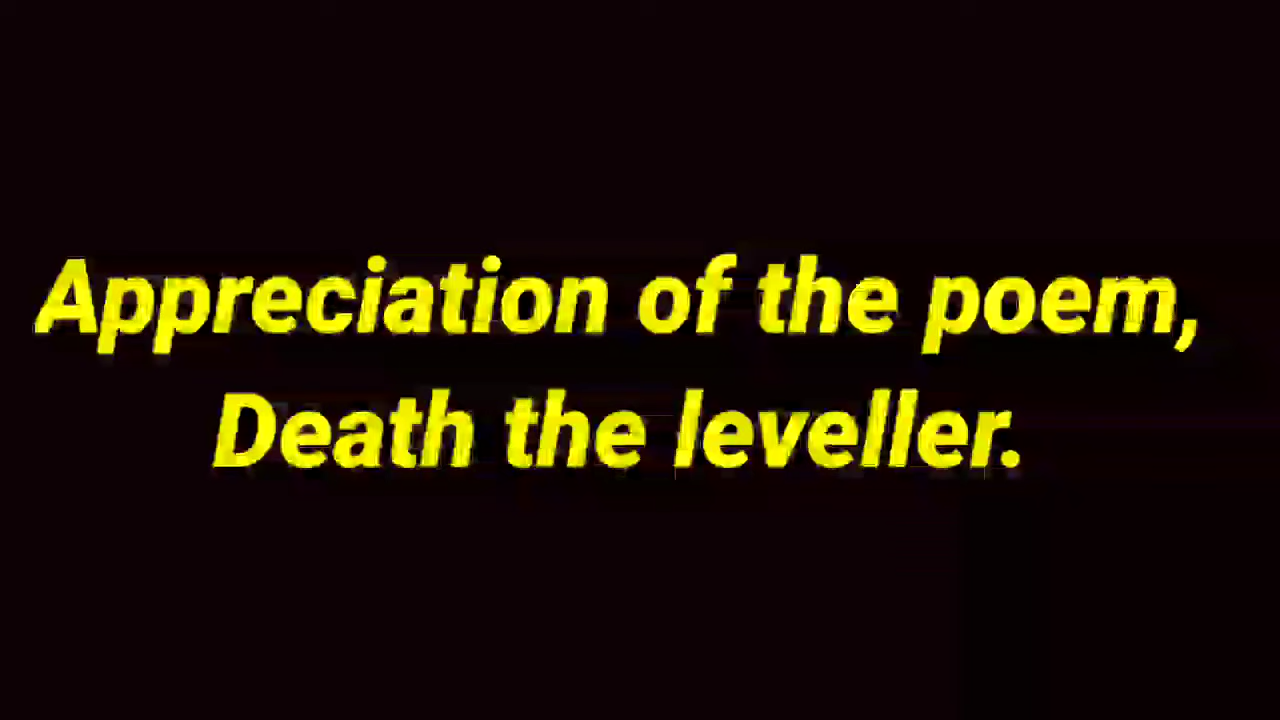 Appreciation of the poem,
Death the leveller.